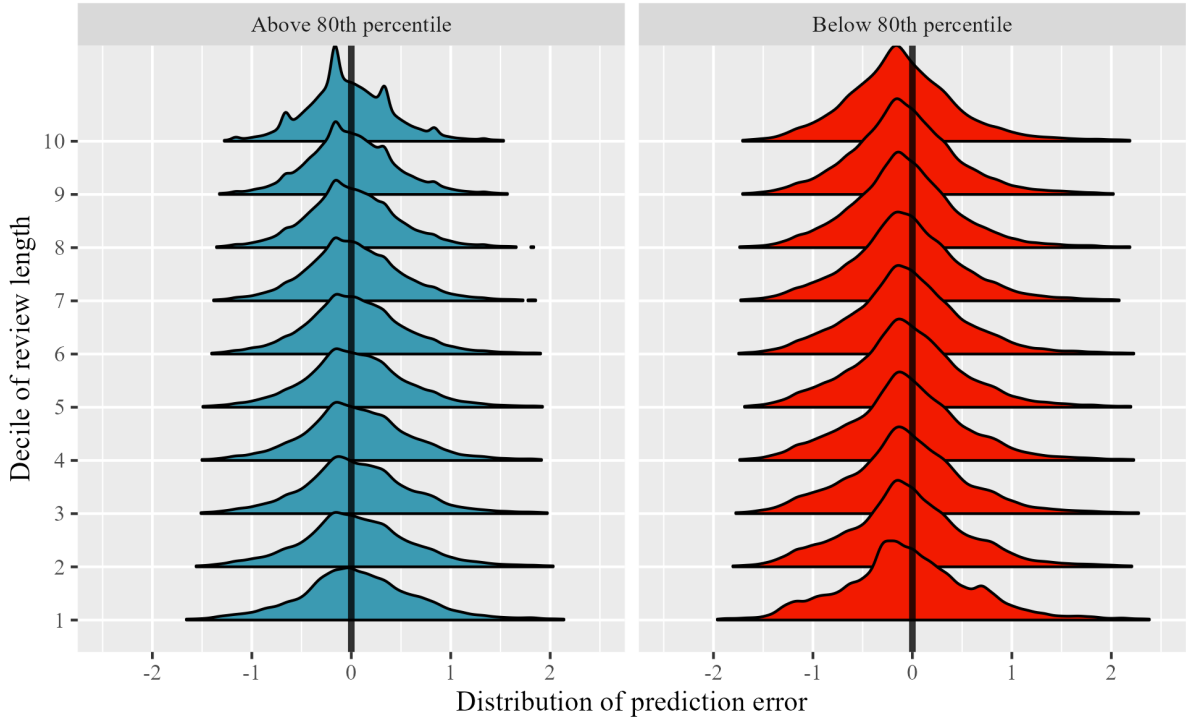 Above 80th percentile
Below 80th percentile
Decile of review length
10
9
8
7
6
5
4
3
2
1
-2 -1 0 1 2
-2 -1 0 1 2
Distribution of prediction error